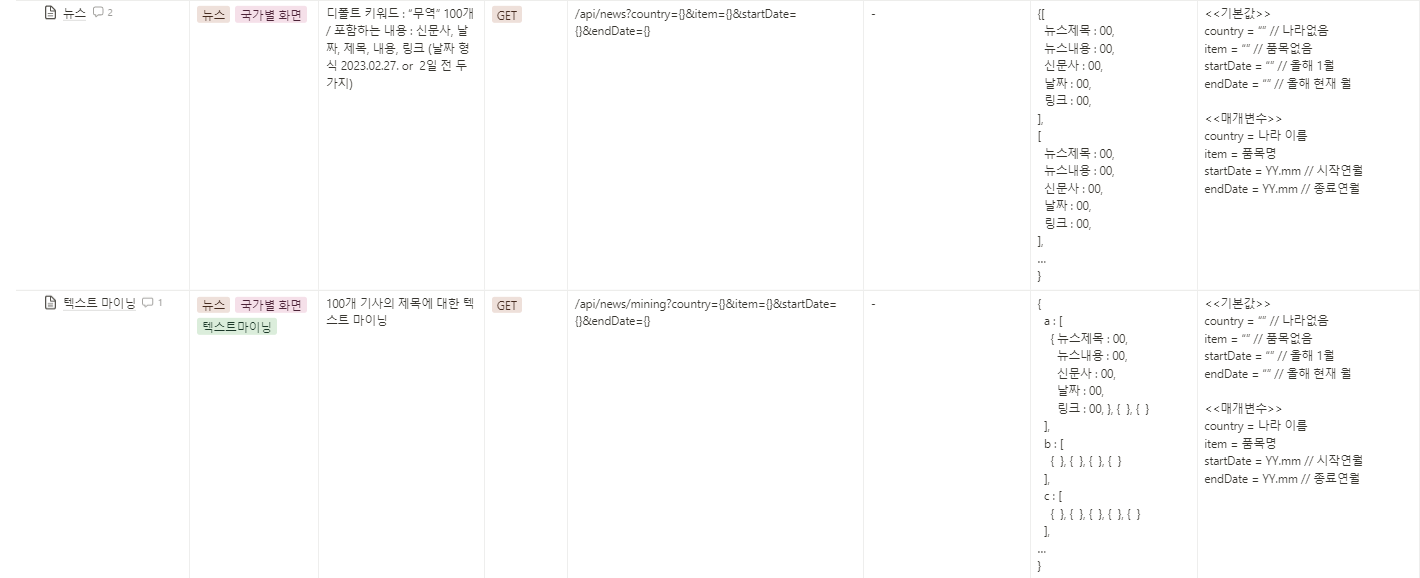 뉴스 2
뉴스 국가별 화면
디폴트 키워드 : “무역” 100개
/ 포함하는 내용 : 신문사, 날
짜, 제목, 내용, 링크 (날짜 형
식 2023.02.27. or 2일 전 두
가지)
GET
/api/news?country={}&item={}&startDate=
{}&endDate={}
-
{[
뉴스제목 : 00,
뉴스내용 : 00,
신문사 : 00,
날짜 : 00,
링크 : 00,
],
[
뉴스제목 : 00,
뉴스내용 : 00,
신문사 : 00,
날짜 : 00,
링크 : 00,
],
...
}
<<기본값>>
country = “” // 나라없음
item = “” // 품목없음
startDate = “” // 올해 1월
endDate = “” // 올해 현재 월
<<매개변수>>
country = 나라 이름
item = 품목명
startDate = YY.mm // 시작연월
endDate = YY.mm // 종료연월
텍스트 마이닝 1
뉴스 국가별 화면
텍스트마이닝
100개 기사의 제목에 대한 텍
스트 마이닝
GET
/api/news/mining?country={}&item={}&startDate=
{}&endDate={}
-
{
a : [
{ 뉴스제목 : 00,
뉴스내용 : 00,
신문사 : 00,
날짜 : 00,
링크 : 00, }, { }, { }
],
b : [
{ }, { }, { }, { }
],
c : [
{ }, { }, { }, { }, { }
],
...
}
<<기본값>>
country = “” // 나라없음
item = “” // 품목없음
startDate = “” // 올해 1월
endDate = “” // 올해 현재 월
<<매개변수>>
country = 나라 이름
item = 품목명
startDate = YY.mm // 시작연월
endDate = YY.mm // 종료연월